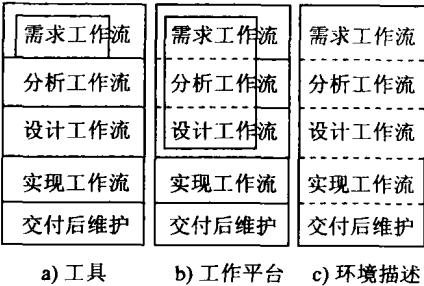 需求工作流 需求工作流 需求工作流
分析工作流 分析工作流 分析工作流
设计工作流 设计工作流 设计工作流
实现工作流 实现工作流 实现工作流
交付后维护 交付后维护 交付后维护
a) 工具 b) 工作平台 c) 环境描述